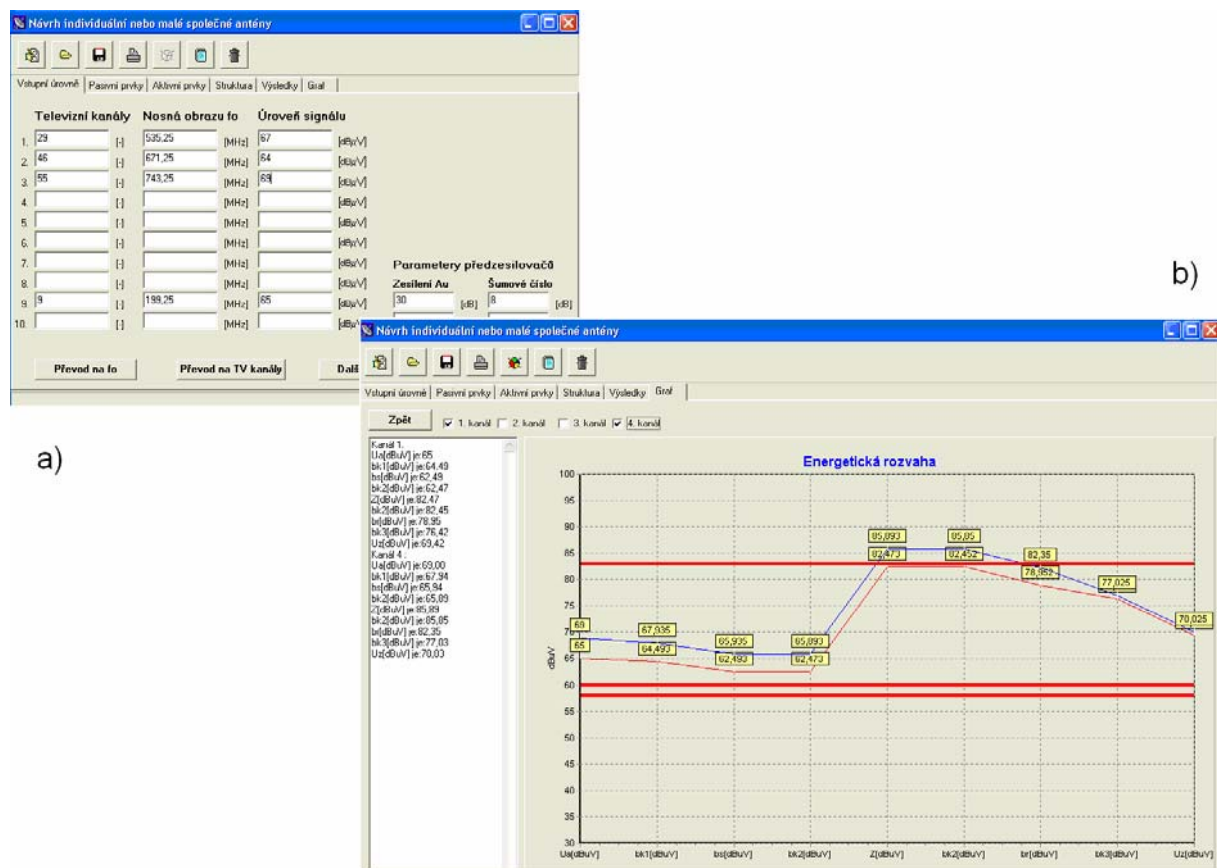 Návrh individuální nebo malé společné antény
Vstupní úrovně Pasivní prvky Aktivní prvky Struktura Výsledky Graf
Televizní kanály Nosná obrazu fo Úroveň signálu
1. 29 [-] 535,25 [MHz] 67 [dBµV]
2. 46 [-] 671,25 [MHz] 64 [dBµV]
3. 55 [-] 743,25 [MHz] 69 [dBµV]
4. [-] [MHz] [dBµV]
5. [-] [MHz] [dBµV]
6. [-] [MHz] [dBµV]
7. [-] [MHz] [dBµV]
Parametery předzesilovačů
8. [-] [MHz] [dBµV]
Zesílení Au Šumové číslo
9. 9 [-] 199,25 [MHz] 65 [dBµV] 30 [dB] 8 [dB]
10. [-] [MHz]
Převod na fo Převod na TV kanály
a)
b)
Návrh individuální nebo malé společné antény
Vstupní úrovně Pasivní prvky Aktivní prvky Struktura Výsledky Graf
Zpět 1. kanál 2. kanál 3. kanál 4. kanál
Kanál 1.
Ua[dBuV] je:65
bk1[dBuV] je:64,49
bs[dBuV] je:62,49
bk2[dBuV] je:62,47
Z[dBuV] je:82,47
bk2[dBuV] je:82,45
br[dBuV] je:78,95
bk3[dBuV] je:76,42
Uz[dBuV] je:69,42
Kanál 4 :
Ua[dBuV] je:69,00
bk1[dBuV] je:67,94
bs[dBuV] je:65,94
bk2[dBuV] je:65,89
Z[dBuV] je:85,89
bk2[dBuV] je:85,85
br[dBuV] je:82,35
bk3[dBuV] je:77,03
Uz[dBuV] je:70,03
Energetická rozvaha
dBuV
100
95
90
85
80
75
70
65
60
55
50
45
40
35
30
69
67,935
65,935
65,893
85,893
85,85
82,35
77,025
70,025
65
64,493
62,493
62,473
82,473
82,452
78,952
Ua[dBuV] bk1[dBuV] bs[dBuV] bk2[dBuV] Z[dBuV] bk2[dBuV] br[dBuV] bk3[dBuV] Uz[dBuV]